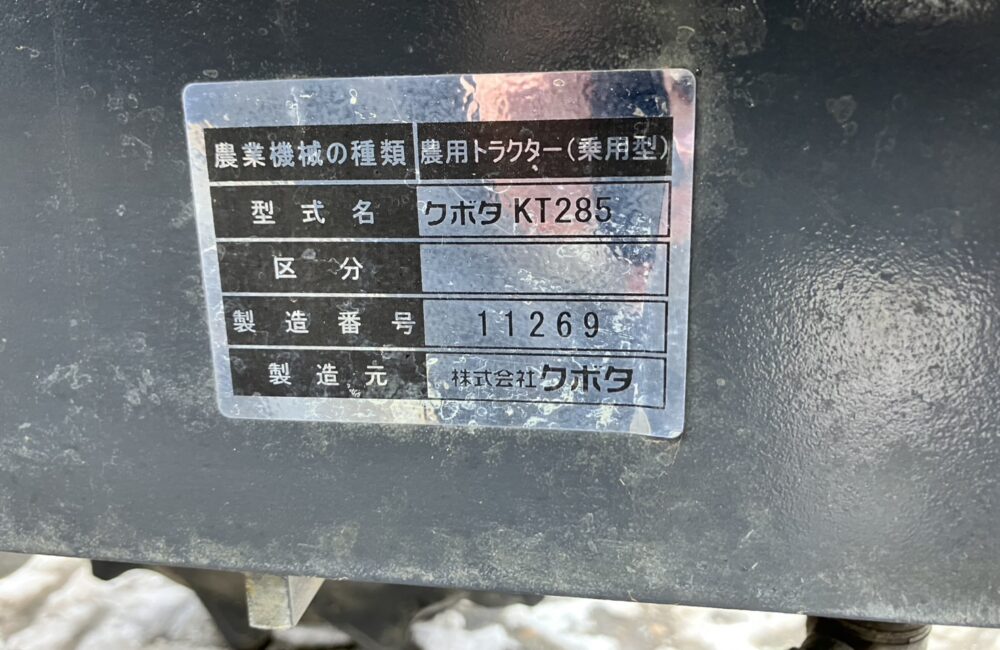 農業機械の種類 農用トラクター(乗用型)
型式名 クボタ KT285
区分
製造番号 11269
製造元 株式会社クボタ